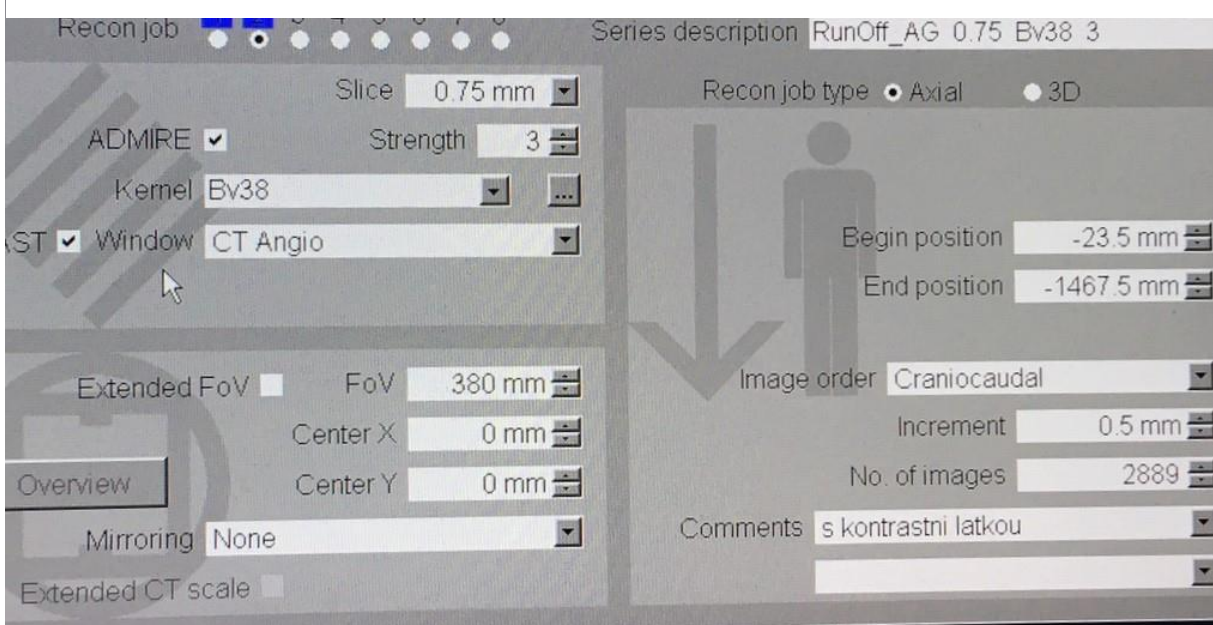 Recon job
Series description RunOff_AG 0.75 Bv38 3
Slice 0.75 mm
ADMIRE Strength 3
Kernel Bv38 ...
Window CT Angio
Extended FoV FoV 380 mm
Center X 0 mm
Overview Center Y 0 mm
Mirroring None
Extended CT scale
Recon job type Axial 3D
Begin position -23.5 mm
End position -1467.5 mm
Image order Craniocaudal
Increment 0.5 mm
No. of images 2889
Comments s kontrastni latkou